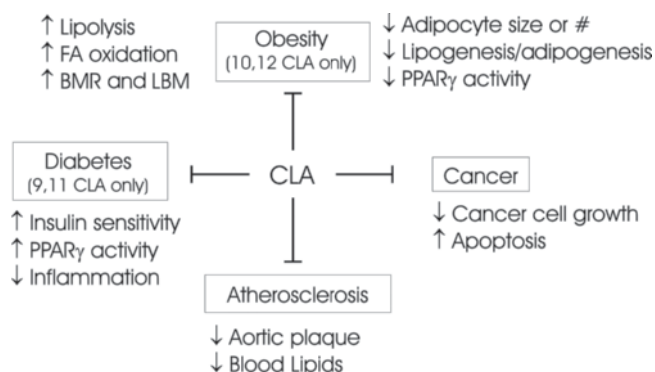 ↑ Lipolysis
↑ FA oxidation
↑ BMR and LBM
Obesity
(10,12 CLA only)
↓ Adipocyte size or #
↓ Lipogenesis/adipogenesis
↓ PPARγ activity
Diabetes
(9,11 CLA only)
↑ Insulin sensitivity
↑ PPARγ activity
↓ Inflammation
CLA
Cancer
↓ Cancer cell growth
↑ Apoptosis
Atherosclerosis
↓ Aortic plaque
↓ Blood Lipids